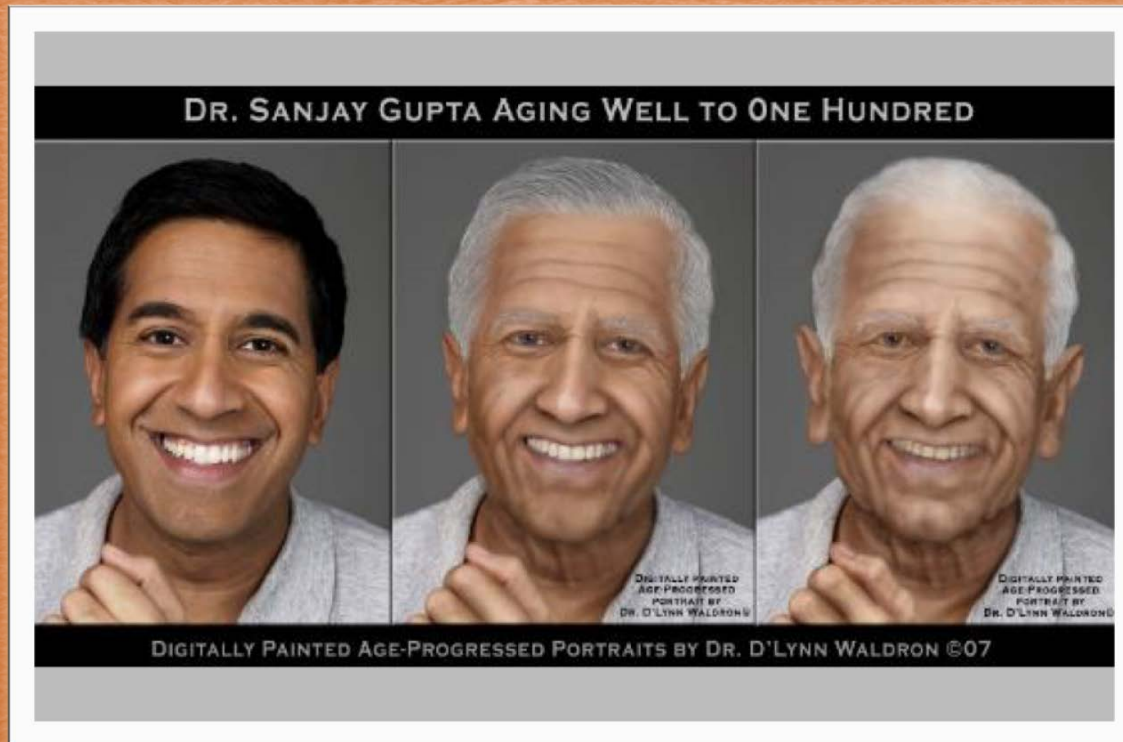 DR. SANJAY GUPTA AGING WELL TO 0NE HUNDRED
DIGITALLY PAINTED
AGE-PROGRESSED
PORTRAIT BY
DR. D'LYNN WALDRON©
DIGITALLY PAINTED
AGE-PROGRESSED
PORTRAIT BY
DR. D'LYNN WALDRON©
DIGITALLY PAINTED AGE-PROGRESSED PORTRAITS BY DR. D'LYNN WALDRON ©07